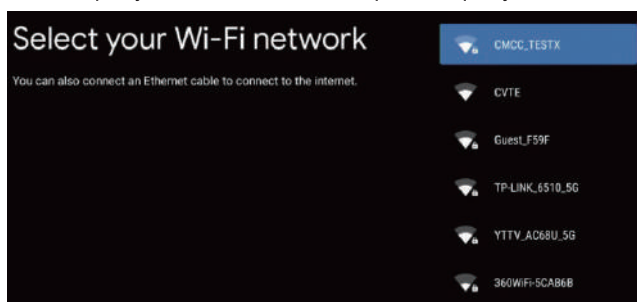 Select your Wi-Fi network
You can also connect an Ethernet cable to connect to the internet.
CMCC_TESTX
CVTE
Guest_F59F
TP-LINK_6510_5G
YTTV_AC68U_5G
360WiFi-5CAB6B